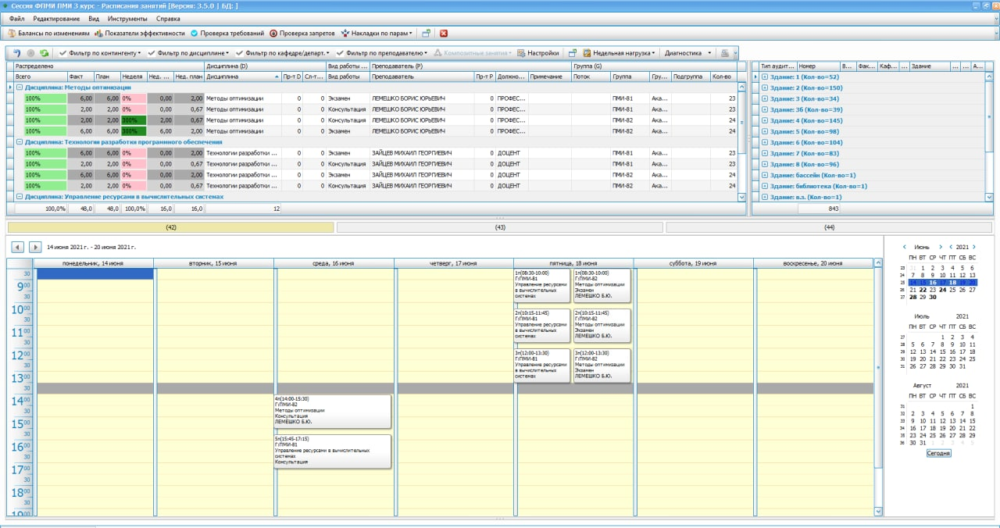 Сессия ФПМИ ПМИ 3 курс - Расписания занятий [Версия: 3.5.0 | БД: ]
Файл Редактирование Вид Инструменты Справка
Балансы по изменениям Показатели эффективности Проверка требований Проверка запретов Накладки по парам
Фильтр по контингенту Фильтр по дисциплине Фильтр по кафедре/департ. Фильтр по преподавателю Композитные занятия Настройки Недельная нагрузка Диагностика
Распределено Дисциплина (D) Вид работы ... Преподаватель (P) Группа (G)
Всего Факт План Неделя Нед. ... Нед. план Дисциплина Пр-т D Сл-т... Вид работы Преподаватель Пр-т P Должно... Примечание Поток Группа Гру... Подгруппа Кол-во
Дисциплина: Методы оптимизации
100% 6,00 6,00 0% 0,00 2,00 Методы оптимизации 0 0 Экзамен ЛЕМЕШКО БОРИС ЮРЬЕВИЧ 0 ПРОФЕС... ПМИ-81 Ака... 23
100% 2,00 2,00 0% 0,00 0,67 Методы оптимизации 0 0 Консультация ЛЕМЕШКО БОРИС ЮРЬЕВИЧ 0 ПРОФЕС... ПМИ-81 Ака... 23
100% 2,00 2,00 300% 2,00 0,67 Методы оптимизации 0 0 Консультация ЛЕМЕШКО БОРИС ЮРЬЕВИЧ 0 ПРОФЕС... ПМИ-82 Ака... 24
100% 6,00 6,00 300% 6,00 2,00 Методы оптимизации 0 0 Экзамен ЛЕМЕШКО БОРИС ЮРЬЕВИЧ 0 ПРОФЕС... ПМИ-82 Ака... 24
Дисциплина: Технологии разработки программного обеспечения
100% 6,00 6,00 0% 0,00 2,00 Технологии разработки ... 0 0 Экзамен ЗАЙЦЕВ МИХАИЛ ГЕОРГИЕВИЧ 0 ДОЦЕНТ ПМИ-81 Ака... 23
100% 2,00 2,00 0% 0,00 0,67 Технологии разработки ... 0 0 Консультация ЗАЙЦЕВ МИХАИЛ ГЕОРГИЕВИЧ 0 ДОЦЕНТ ПМИ-81 Ака... 23
100% 6,00 6,00 0% 0,00 2,00 Технологии разработки ... 0 0 Экзамен ЗАЙЦЕВ МИХАИЛ ГЕОРГИЕВИЧ 0 ДОЦЕНТ ПМИ-82 Ака... 24
100% 2,00 2,00 0% 0,00 0,67 Технологии разработки ... 0 0 Консультация ЗАЙЦЕВ МИХАИЛ ГЕОРГИЕВИЧ 0 ДОЦЕНТ ПМИ-82 Ака... 24
Дисциплина: Управление ресурсами в вычислительных системах
100,0% 48,0 48,0 100,0% 16,0 16,0 12
Тип аудит... Номер В... Фак... Каф... ... Здание ... ... А...
Здание: 1 (Кол-во=52)
Здание: 2 (Кол-во=150)
Здание: 3 (Кол-во=34)
Здание: 3б (Кол-во=39)
Здание: 4 (Кол-во=145)
Здание: 5 (Кол-во=98)
Здание: 6 (Кол-во=104)
Здание: 7 (Кол-во=83)
Здание: 8 (Кол-во=96)
Здание: бассейн (Кол-во=1)
Здание: библиотека (Кол-во=1)
Здание: в.з. (Кол-во=1)
843
(42) (43) (44)
14 июня 2021 г. - 20 июня 2021 г.
понедельник, 14 июня вторник, 15 июня среда, 16 июня четверг, 17 июня пятница, 18 июня суббота, 19 июня воскресенье, 20 июня
30
9 00
30
10 00
30
11 00
30
12 00
30
13 00
30
14 00
30
15 00
30
16 00
30
17 00
30
18 00
30
19 00
4п(14:00-15:30)
Г:ПМИ-82
Методы оптимизации
Консультация
ЛЕМЕШКО Б.Ю.
5п(15:45-17:15)
Г:ПМИ-81
Управление ресурсами в вычислительных
системах
Консультация
1п(08:30-10:00)
Г:ПМИ-81
Управление ресурсами
в вычислительных
системах
1п(08:30-10:00)
Г:ПМИ-82
Методы оптимизации
Экзамен
ЛЕМЕШКО Б.Ю.
2п(10:15-11:45)
Г:ПМИ-81
Управление ресурсами
в вычислительных
системах
2п(10:15-11:45)
Г:ПМИ-82
Методы оптимизации
Экзамен
ЛЕМЕШКО Б.Ю.
3п(12:00-13:30)
Г:ПМИ-81
Управление ресурсами
в вычислительных
системах
3п(12:00-13:30)
Г:ПМИ-82
Методы оптимизации
Экзамен
ЛЕМЕШКО Б.Ю.
Июнь 2021
ПН ВТ СР ЧТ ПТ СБ ВС
23 31 1 2 3 4 5 6
24 7 8 9 10 11 12 13
25 14 15 16 17 18 19 20
26 21 22 23 24 25 26 27
27 28 29 30
Июль 2021
ПН ВТ СР ЧТ ПТ СБ ВС
27 1 2 3 4
28 5 6 7 8 9 10 11
29 12 13 14 15 16 17 18
30 19 20 21 22 23 24 25
31 26 27 28 29 30 31
Август 2021
ПН ВТ СР ЧТ ПТ СБ ВС
31 1
32 2 3 4 5 6 7 8
33 9 10 11 12 13 14 15
34 16 17 18 19 20 21 22
35 23 24 25 26 27 28 29
36 30 31 1 2 3 4 5
Сегодня